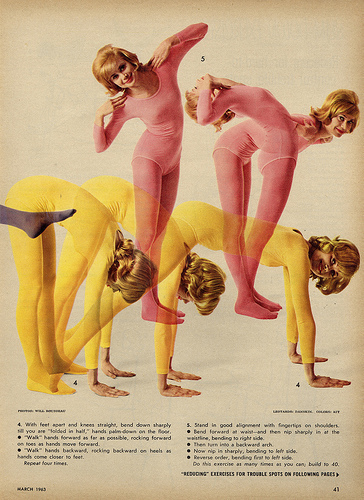 5
4
4
PHOTOS: WILL ROUSSEAU
LEOTARDS: DANSKIN.
4. With feet apart and knees straight, bend down sharply
till you are "folded in half," hands palm-down on the floor.
● "Walk" hands forward as far as possible, rocking forward
on toes as hands move forward.
● "Walk" hands backward, rocking backward on heels as
hands come closer to feet.
Repeat four times.
5. Stand in good alignment with fingertips on shoulders.
● Bend forward at waist—and then nip sharply in at the
waistline, bending to right side.
● Then turn into a backward arch.
● Now nip in sharply, bending to left side.
● Reverse order, bending first to left side.
Do this exercise as many times as you can; build to 40.
"REDUCING" EXERCISES FOR TROUBLE SPOTS ON FOLLOWING PAGES
MARCH 1963
41